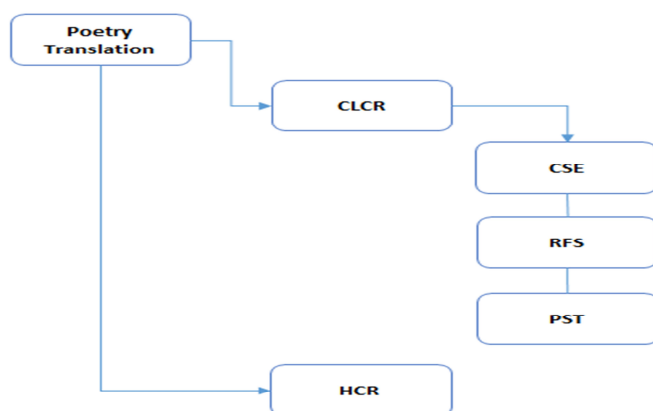 Poetry
Translation
CLCR
CSE
RFS
PST
HCR